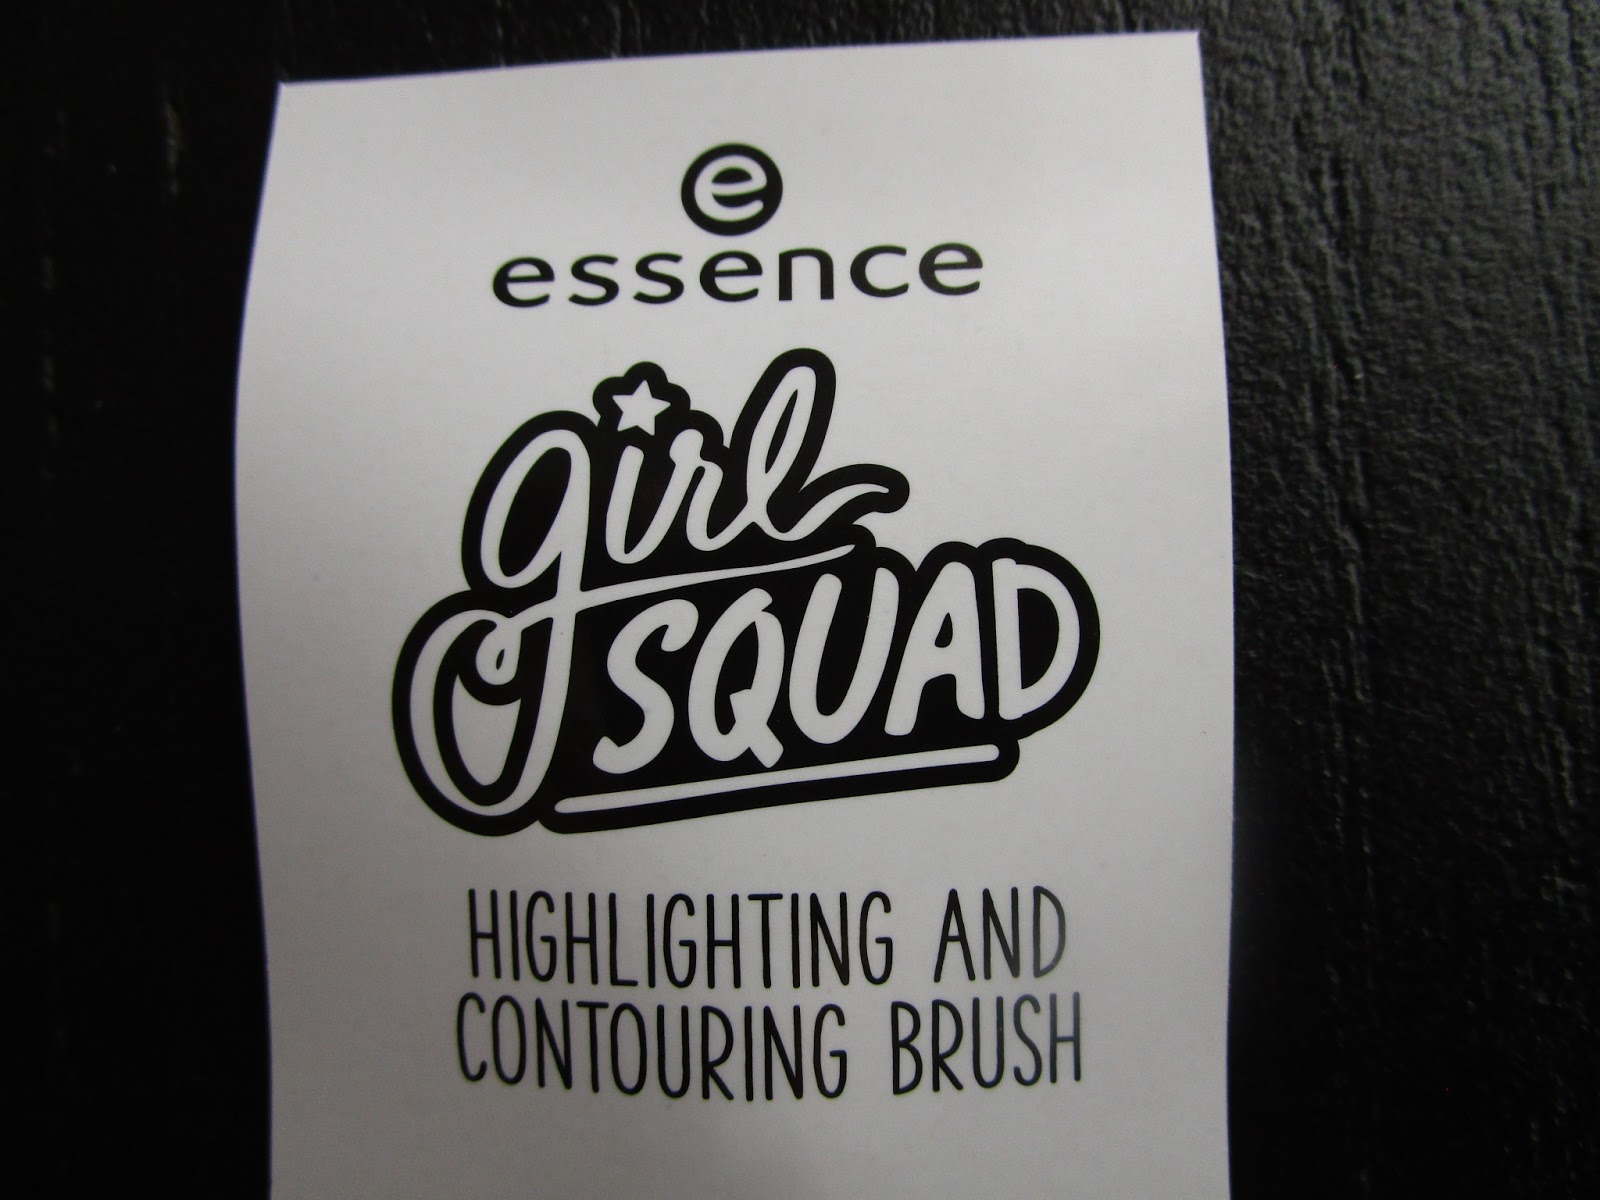 e
essence
girl
SQUAD
HIGHLIGHTING AND
CONTOURING BRUSH